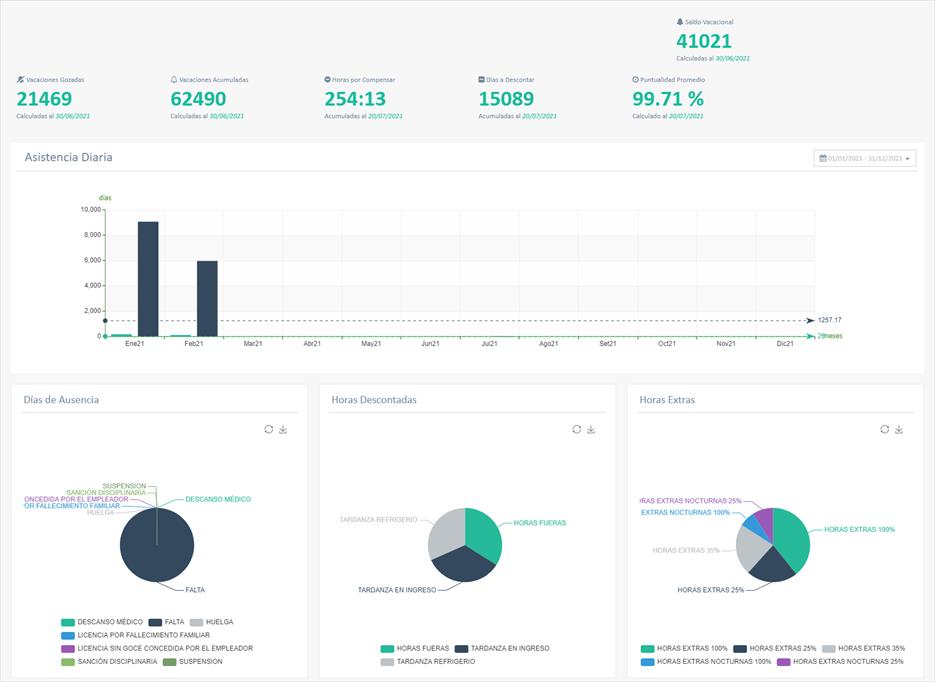 Saldo Vacacional
41021
Calculadas al 30/06/2021
Vacaciones Gozadas
21469
Calculadas al 30/06/2021
Vacaciones Acumuladas
62490
Calculadas al 30/06/2021
Horas por Compensar
254:13
Acumuladas al 20/07/2021
Dias a Descontar
15089
Acumuladas al 20/07/2021
Puntualidad Promedio
99.71 %
Calculado al 20/07/2021
Asistencia Diaria
01/01/2021 - 31/12/2021
días
10,000
8,000
6,000
4,000
2,000
0
1257.17
meses
Ene21 Feb21 Mar21 Abr21 May21 Jun21 Jul21 Ago21 Set21 Oct21 Nov21 Dic21
Días de Ausencia
SUSPENSION
SANCIÓN DISCIPLINARIA
ONCEDIDA POR EL EMPLEADOR
OR FALLECIMIENTO FAMILIAR
HUELGA
DESCANSO MÉDICO
FALTA
DESCANSO MÉDICO FALTA HUELGA
LICENCIA POR FALLECIMIENTO FAMILIAR
LICENCIA SIN GOCE CONCEDIDA POR EL EMPLEADOR
SANCIÓN DISCIPLINARIA SUSPENSION
Horas Descontadas
TARDANZA REFRIGERIO
HORAS FUERAS
TARDANZA EN INGRESO
HORAS FUERAS TARDANZA EN INGRESO
TARDANZA REFRIGERIO
Horas Extras
RAS EXTRAS NOCTURNAS 25%
EXTRAS NOCTURNAS 100%
HORAS EXTRAS 100%
HORAS EXTRAS 35%
HORAS EXTRAS 25%
HORAS EXTRAS 100% HORAS EXTRAS 25% HORAS EXTRAS 35%
HORAS EXTRAS NOCTURNAS 100% HORAS EXTRAS NOCTURNAS 25%